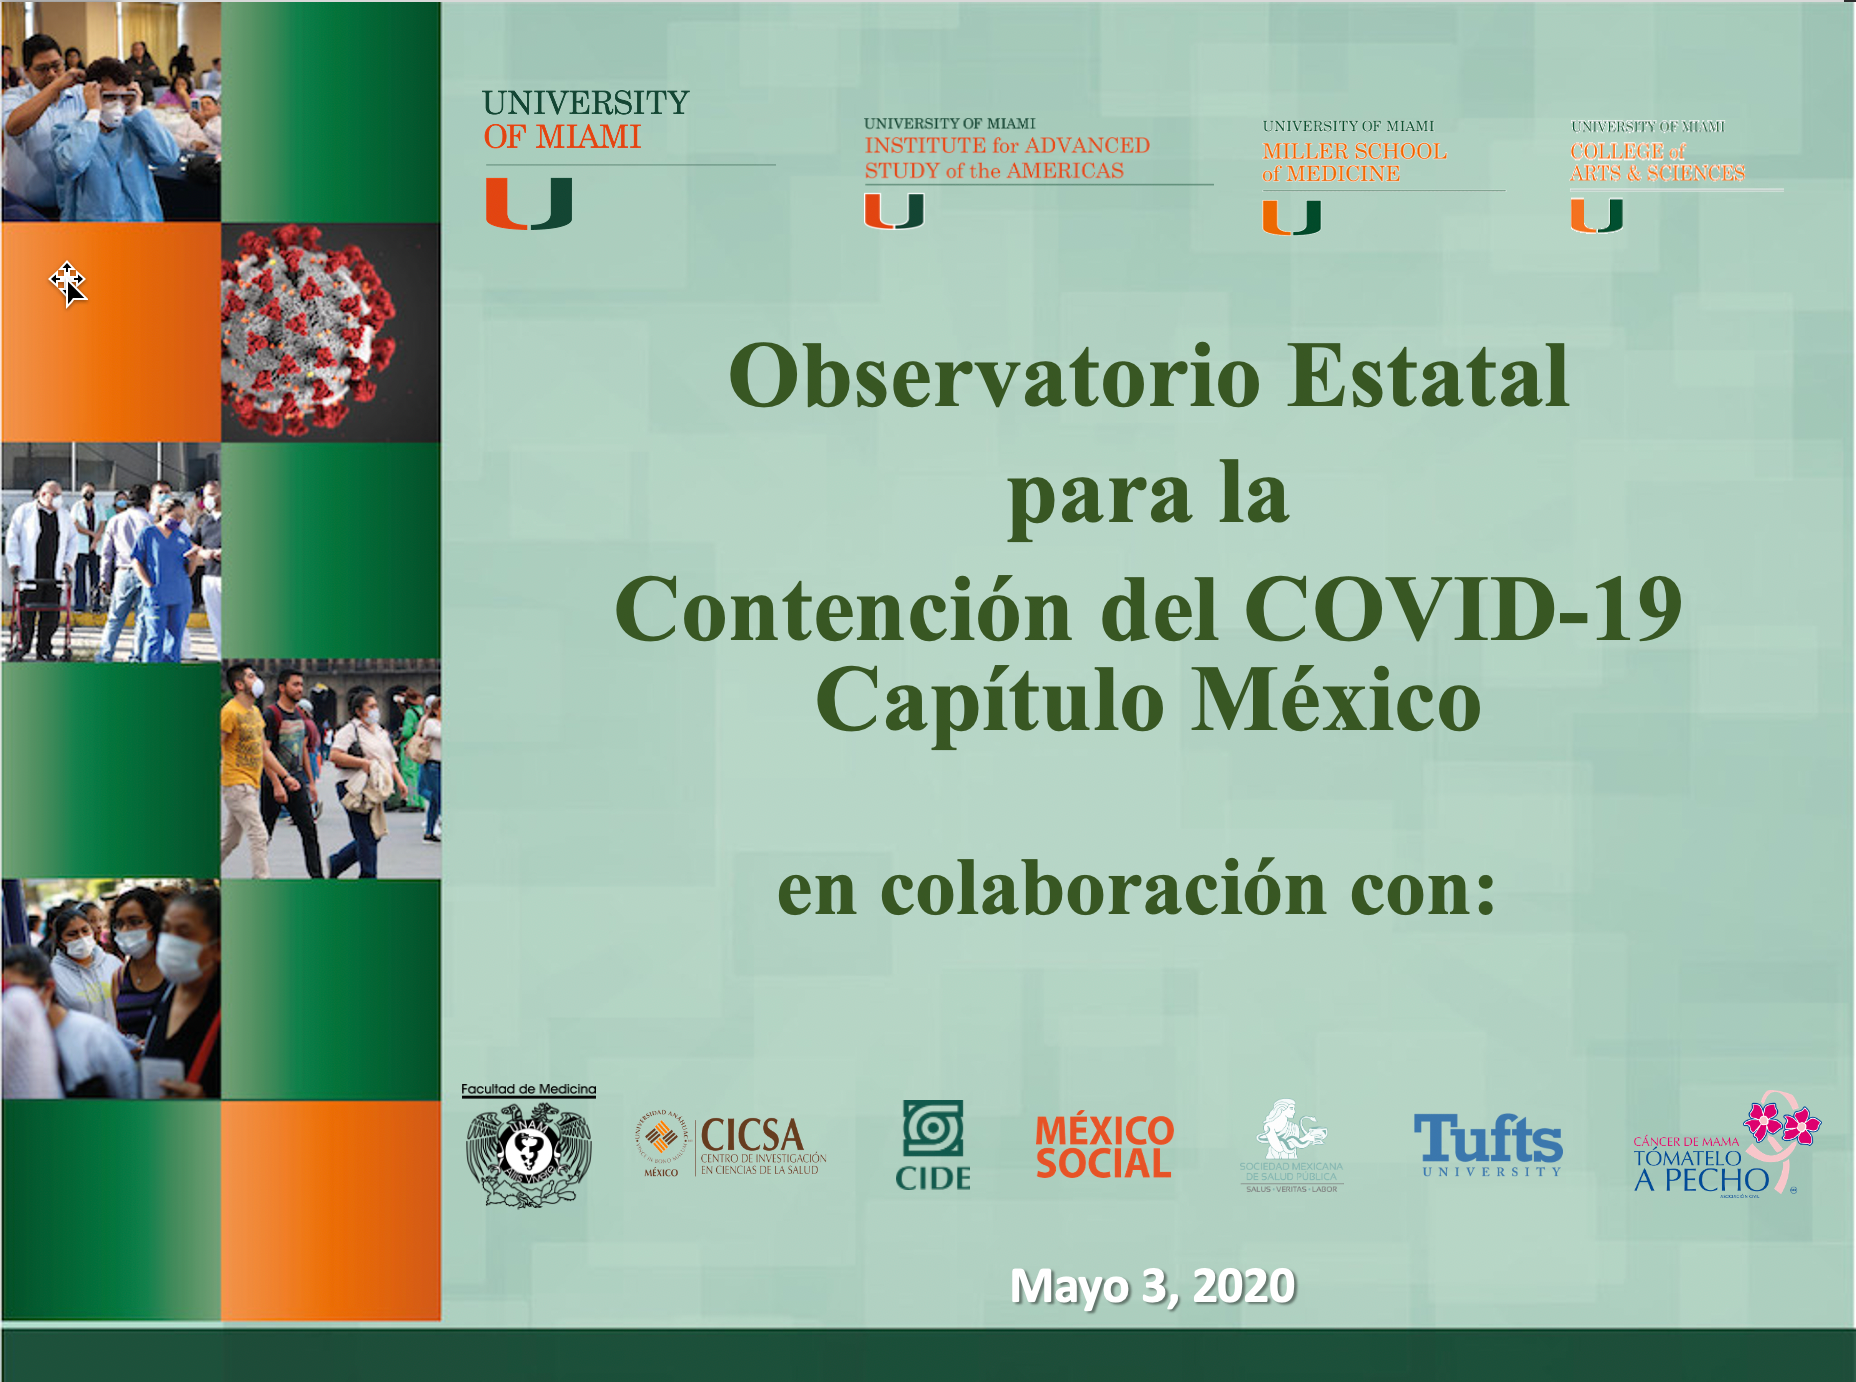 UNIVERSITY
OF MIAMI
UNIVERSITY OF MIAMI
INSTITUTE for ADVANCED
STUDY of the AMERICAS
UNIVERSITY OF MIAMI
MILLER SCHOOL
of MEDICINE
UNIVERSITY OF MIAMI
COLLEGE of
ARTS & SCIENCES
Observatorio Estatal
para la
Contención del COVID-19
Capítulo México
en colaboración con:
Facultad de Medicina
UNAM
MÉXICO
CICSA
CENTRO DE INVESTIGACIÓN
EN CIENCIAS DE LA SALUD
CIDE
MÉXICO
SOCIAL
SOCIEDAD MEXICANA
DE SALUD PÚBLICA
SALUS · VERITAS · LABOR
Tufts
UNIVERSITY
CÁNCER DE MAMA
TÓMATELO
A PECHO
Mayo 3, 2020